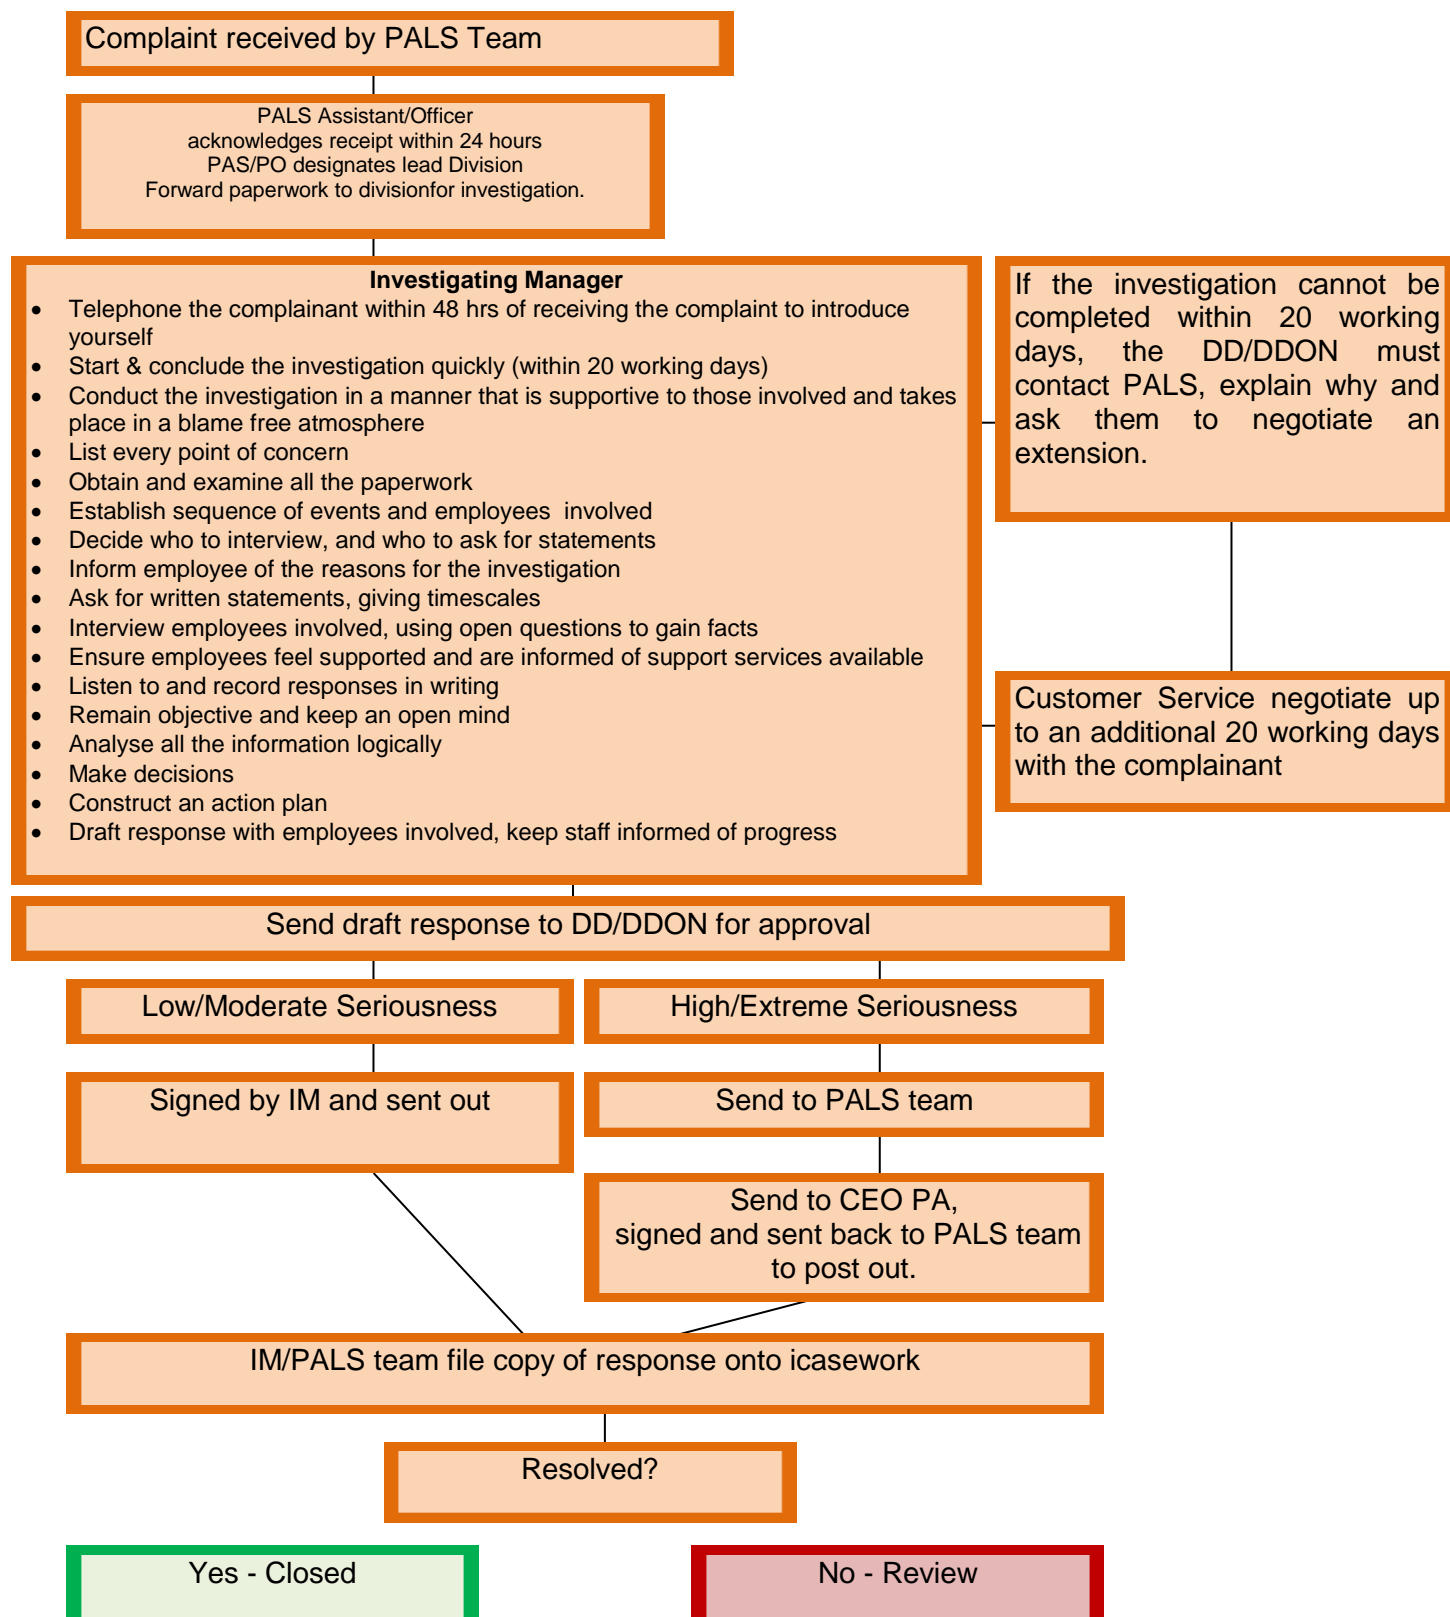 Complaint received by PALS Team
PALS Assistant/Officer
acknowledges receipt within 24 hours
PAS/PO designates lead Division
Forward paperwork to divisionfor investigation.
Investigating Manager
• Telephone the complainant within 48 hrs of receiving the complaint to introduce
yourself
• Start & conclude the investigation quickly (within 20 working days)
• Conduct the investigation in a manner that is supportive to those involved and takes
place in a blame free atmosphere
• List every point of concern
• Obtain and examine all the paperwork
• Establish sequence of events and employees involved
• Decide who to interview, and who to ask for statements
• Inform employee of the reasons for the investigation
• Ask for written statements, giving timescales
• Interview employees involved, using open questions to gain facts
• Ensure employees feel supported and are informed of support services available
• Listen to and record responses in writing
• Remain objective and keep an open mind
• Analyse all the information logically
• Make decisions
• Construct an action plan
• Draft response with employees involved, keep staff informed of progress
If the investigation cannot be
completed within 20 working
days, the DD/DDON must
contact PALS, explain why and
ask them to negotiate an
extension.
Customer Service negotiate up
to an additional 20 working days
with the complainant
Send draft response to DD/DDON for approval
Low/Moderate Seriousness
High/Extreme Seriousness
Signed by IM and sent out
Send to PALS team
Send to CEO PA,
signed and sent back to PALS team
to post out.
IM/PALS team file copy of response onto icasework
Resolved?
Yes - Closed
No - Review